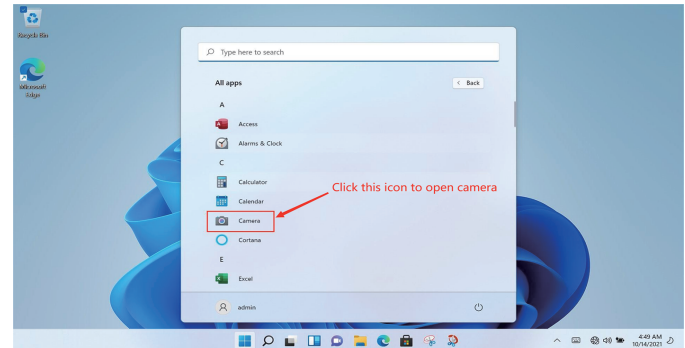 Recycle Bin
Microsoft
Edge
Type here to search
All apps
< Back
A
Access
Alarms & Clock
C
Calculator
Click this icon to open camera
Calendar
Camera
Cortana
E
Excel
admin
4:49 AM
10/14/2021